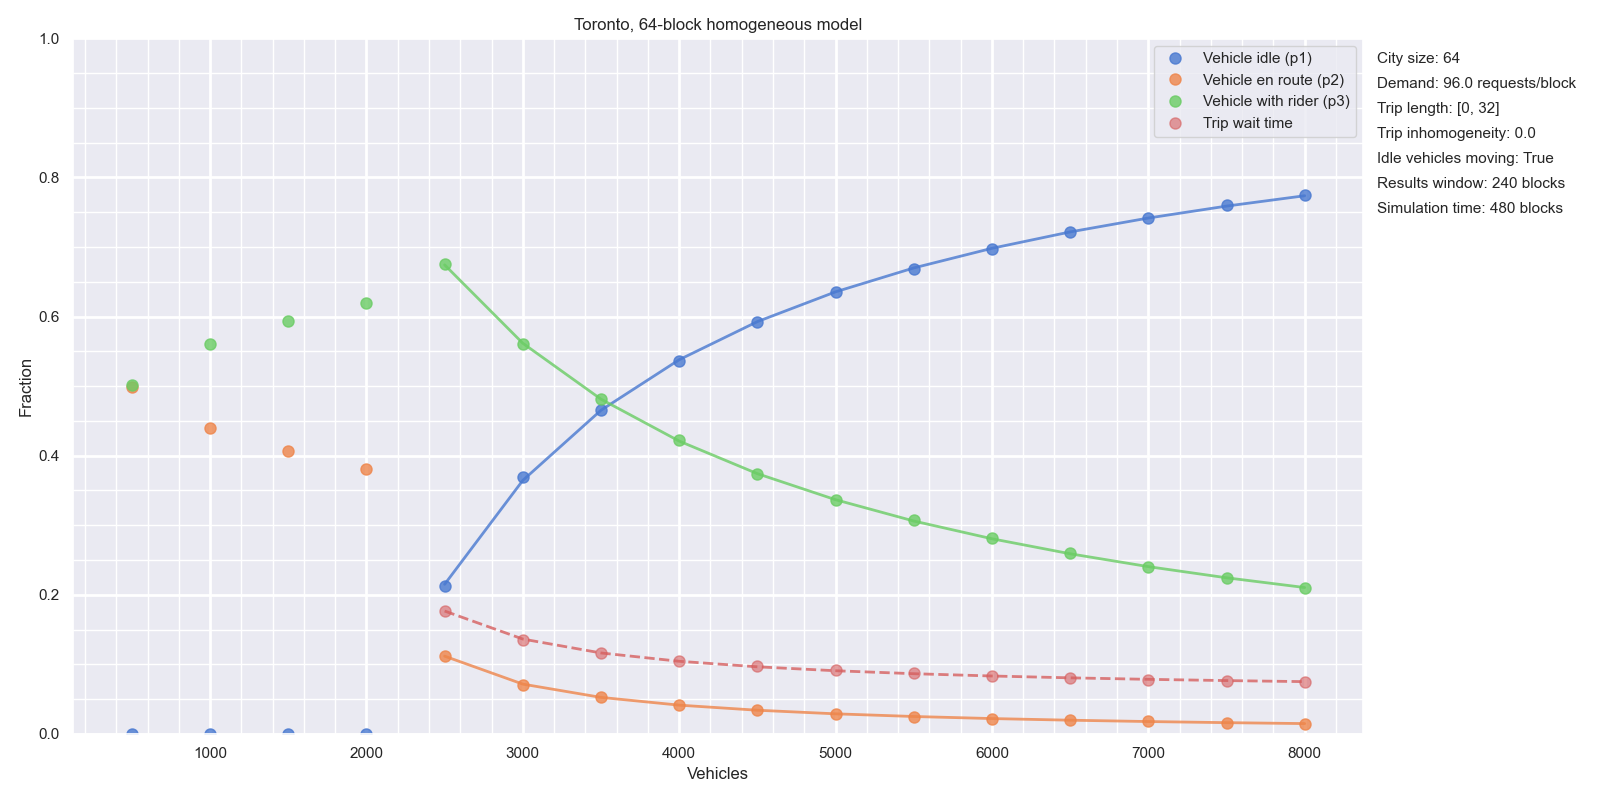 Toronto, 64-block homogeneous model
1.0
0.8
0.6
0.4
0.2
0.0
Fraction
1000
2000
3000
4000
5000
6000
7000
8000
Vehicles
Vehicle idle (p1)
Vehicle en route (p2)
Vehicle with rider (p3)
Trip wait time
City size: 64
Demand: 96.0 requests/block
Trip length: [0, 32]
Trip inhomogeneity: 0.0
Idle vehicles moving: True
Results window: 240 blocks
Simulation time: 480 blocks